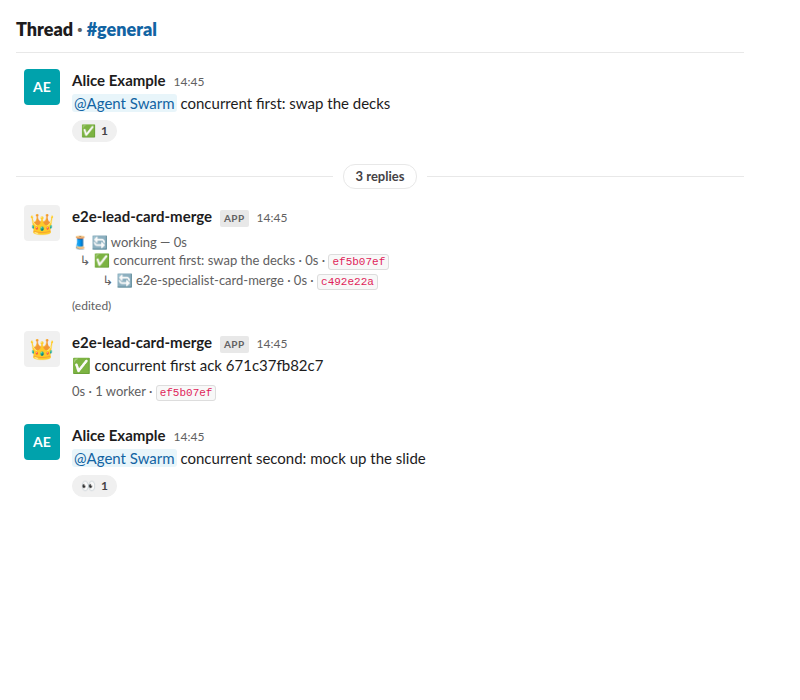 Thread • #general
AE
Alice Example 14:45
@Agent Swarm concurrent first: swap the decks
✅ 1
3 replies
e2e-lead-card-merge APP 14:45
🧵 🔄 working — 0s
↳ ✅ concurrent first: swap the decks · 0s · ef5b07ef
↳ 🔄 e2e-specialist-card-merge · 0s · c492e22a
(edited)
e2e-lead-card-merge APP 14:45
✅ concurrent first ack 671c37fb82c7
0s · 1 worker · ef5b07ef
AE
Alice Example 14:45
@Agent Swarm concurrent second: mock up the slide
👀 1